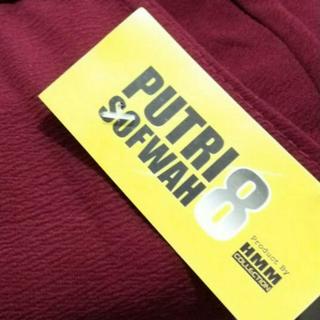 PUTRI
SOFWAH
8
Product By
HMM
COLLECTION